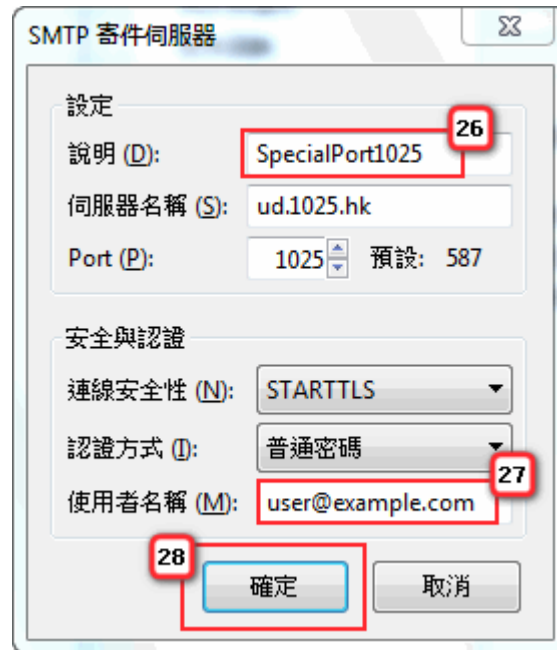 SMTP 寄件伺服器
設定
26
說明 (D): SpecialPort1025
伺服器名稱 (S): ud.1025.hk
Port (P): 1025 預設: 587
安全與認證
連線安全性 (N): STARTTLS
認證方式 (I): 普通密碼
27
使用者名稱 (M): user@example.com
28
確定 取消